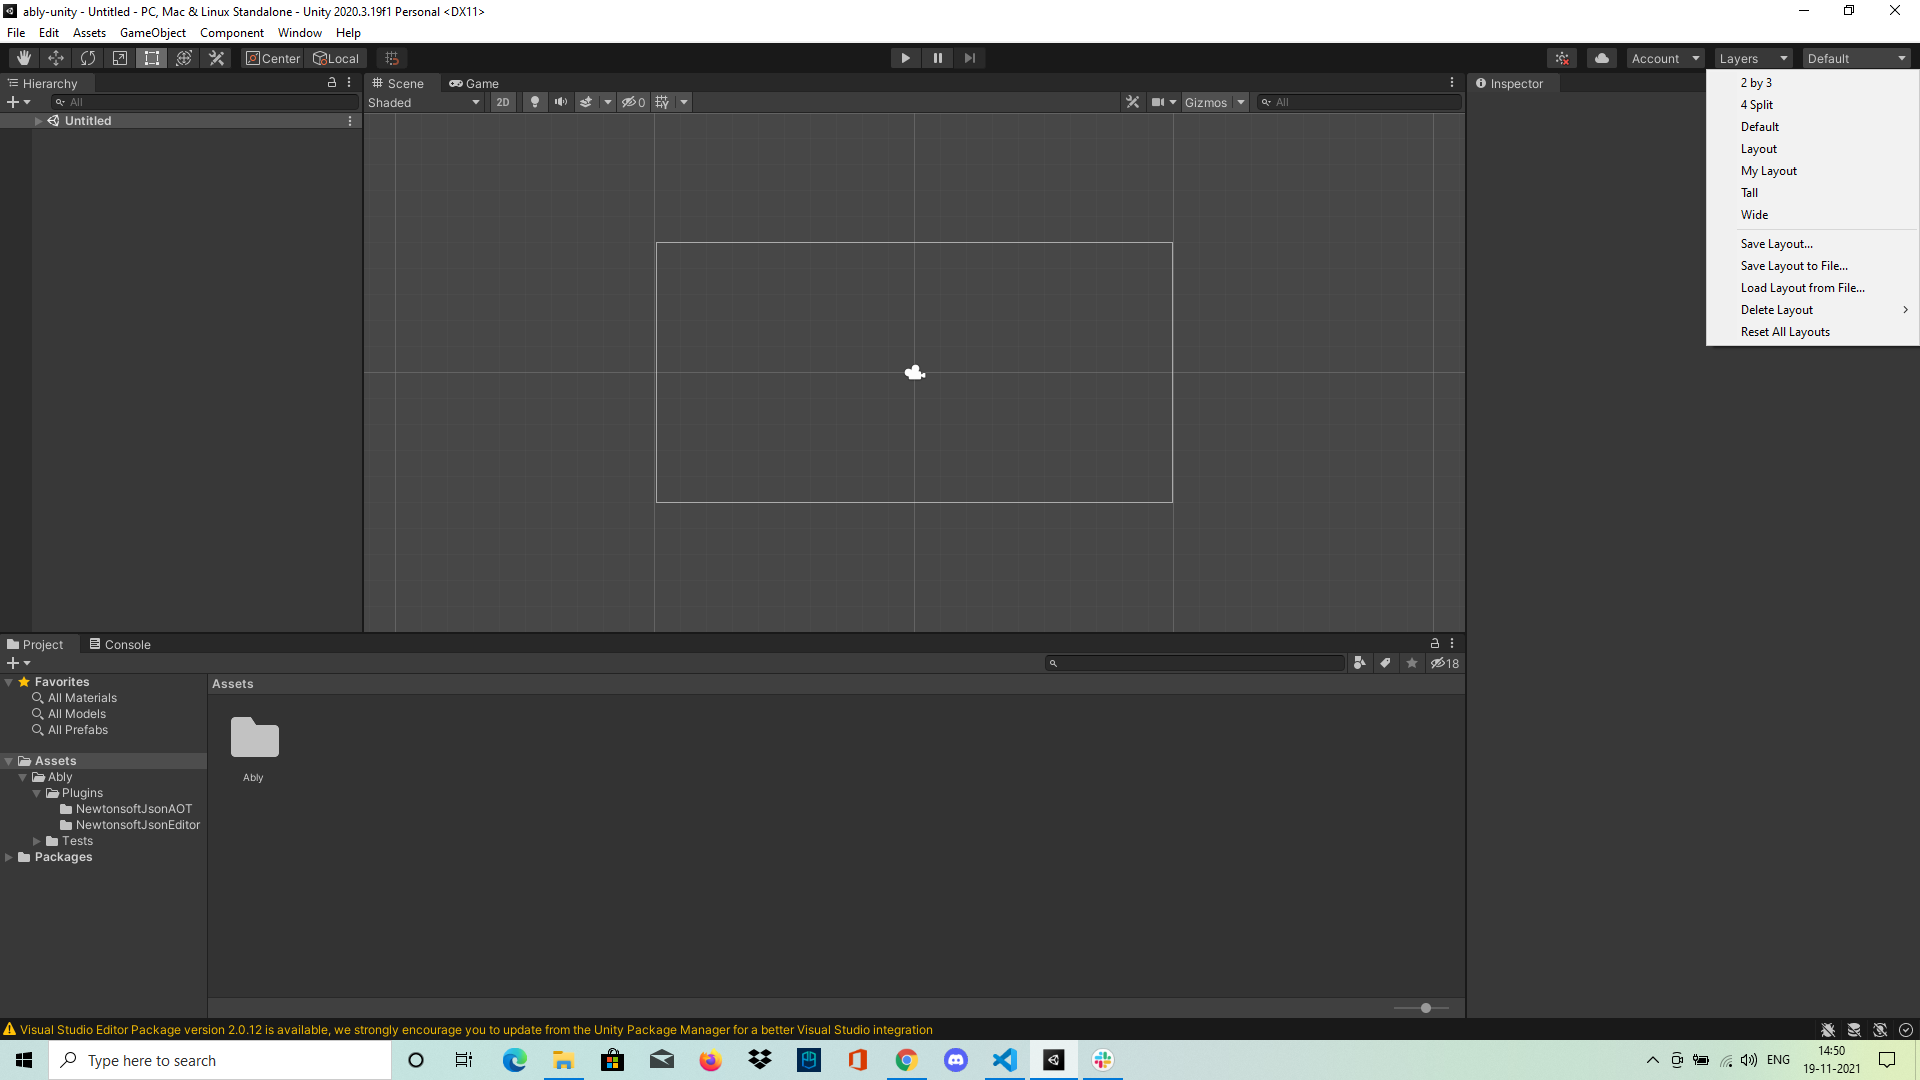 ably-unity - Untitled - PC, Mac & Linux Standalone - Unity 2020.3.19f1 Personal <DX11>
File Edit Assets GameObject Component Window Help
Center Local Account Layers Default
Hierarchy
All
Untitled
Scene Game
Shaded 2D 0 Gizmos All
Inspector
2 by 3
4 Split
Default
Layout
My Layout
Tall
Wide
Save Layout...
Save Layout to File...
Load Layout from File...
Delete Layout
Reset All Layouts
Project Console
18
Favorites
All Materials
All Models
All Prefabs
Assets
Ably
Plugins
NewtonsoftJsonAOT
NewtonsoftJsonEditor
Tests
Packages
Assets
Ably
Visual Studio Editor Package version 2.0.12 is available, we strongly encourage you to update from the Unity Package Manager for a better Visual Studio integration
Type here to search
ENG
14:50
19-11-2021